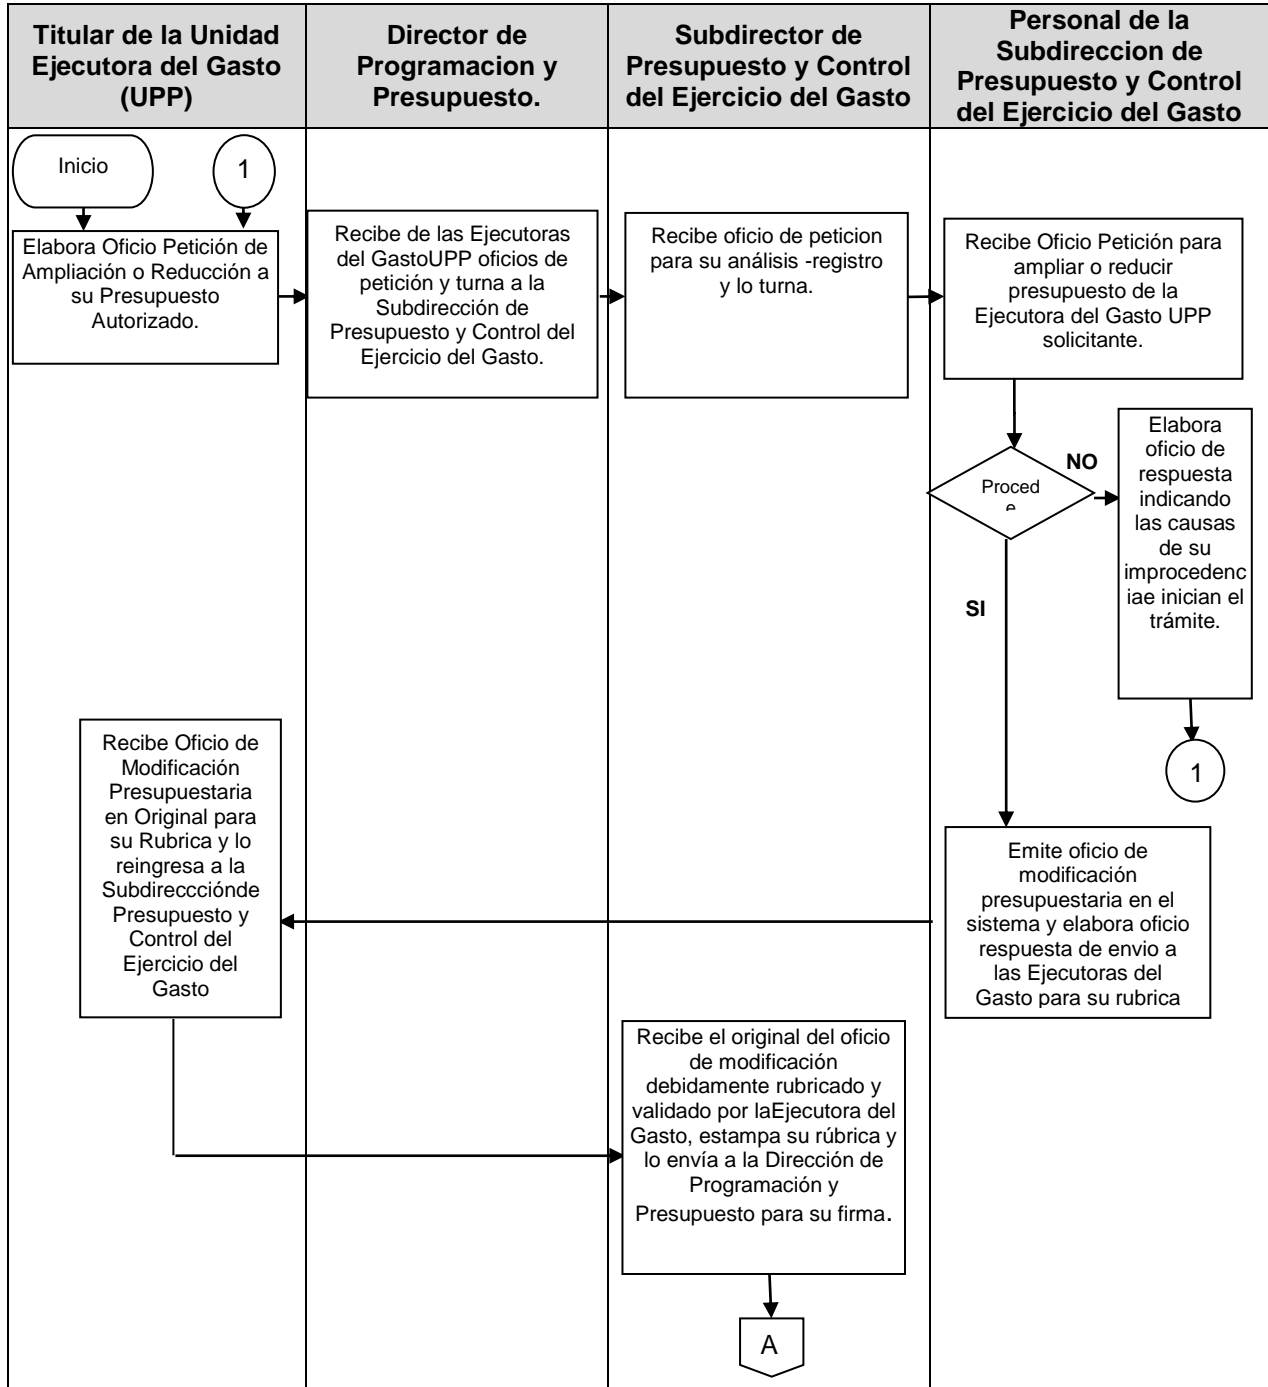 Titular de la Unidad
Ejecutora del Gasto
(UPP)
Director de
Programacion y
Presupuesto.
Subdirector de
Presupuesto y Control
del Ejercicio del Gasto
Personal de la
Subdireccion de
Presupuesto y Control
del Ejercicio del Gasto
Inicio
1
Elabora Oficio Petición de
Ampliación o Reducción a
su Presupuesto
Autorizado.
Recibe de las Ejecutoras
del GastoUPP oficios de
petición y turna a la
Subdirección de
Presupuesto y Control del
Ejercicio del Gasto.
Recibe oficio de peticion
para su análisis -registro
y lo turna.
Recibe Oficio Petición para
ampliar o reducir
presupuesto de la
Ejecutora del Gasto UPP
solicitante.
Proced
e
NO
Elabora
oficio de
respuesta
indicando
las causas
de su
improcedenc
iae inician el
trámite.
SI
1
Recibe Oficio de
Modificación
Presupuestaria
en Original para
su Rubrica y lo
reingresa a la
Subdireccciónde
Presupuesto y
Control del
Ejercicio del
Gasto
Emite oficio de
modificación
presupuestaria en el
sistema y elabora oficio
respuesta de envio a
las Ejecutoras del
Gasto para su rubrica
Recibe el original del oficio
de modificación
debidamente rubricado y
validado por laEjecutora del
Gasto, estampa su rúbrica y
lo envía a la Dirección de
Programación y
Presupuesto para su firma.
A